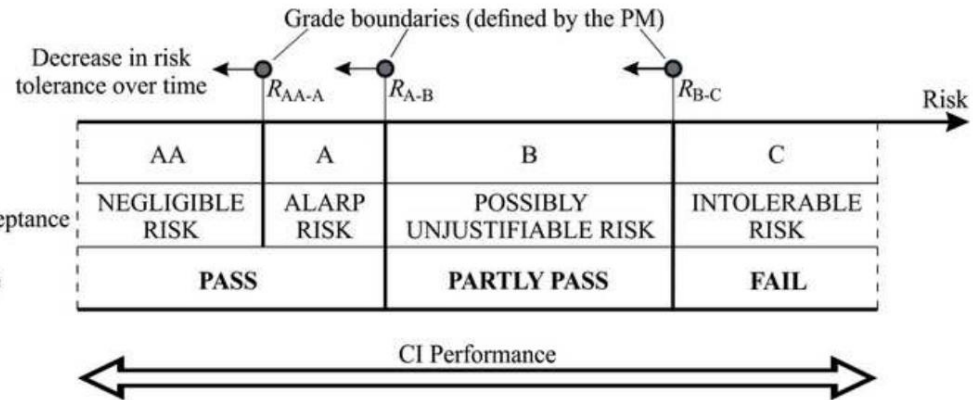 Grade boundaries (defined by the PM)
Decrease in risk
tolerance over time
RAA-A
RA-B
RB-C
Risk
AA
A
B
C
NEGLIGIBLE
RISK
ALARP
RISK
POSSIBLY
UNJUSTIFIABLE RISK
INTOLERABLE
RISK
PASS
PARTLY PASS
FAIL
CI Performance